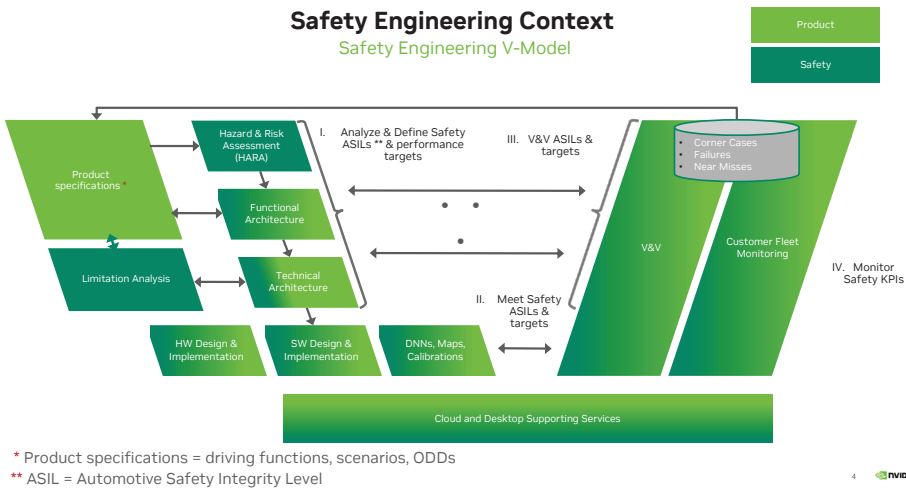 Safety Engineering Context
Safety Engineering V-Model
Product
Safety
Hazard & Risk
Assessment
(HARA)
I. Analyze & Define Safety
ASILs ** & performance
targets
III. V&V ASILs &
targets
• Corner Cases
• Failures
• Near Misses
Product
specifications *
Functional
Architecture
V&V
Customer Fleet
Monitoring
Limitation Analysis
Technical
Architecture
IV. Monitor
Safety KPIs
II. Meet Safety
ASILs &
targets
HW Design &
Implementation
SW Design &
Implementation
DNNs, Maps,
Calibrations
Cloud and Desktop Supporting Services
* Product specifications = driving functions, scenarios, ODDs
** ASIL = Automotive Safety Integrity Level
4